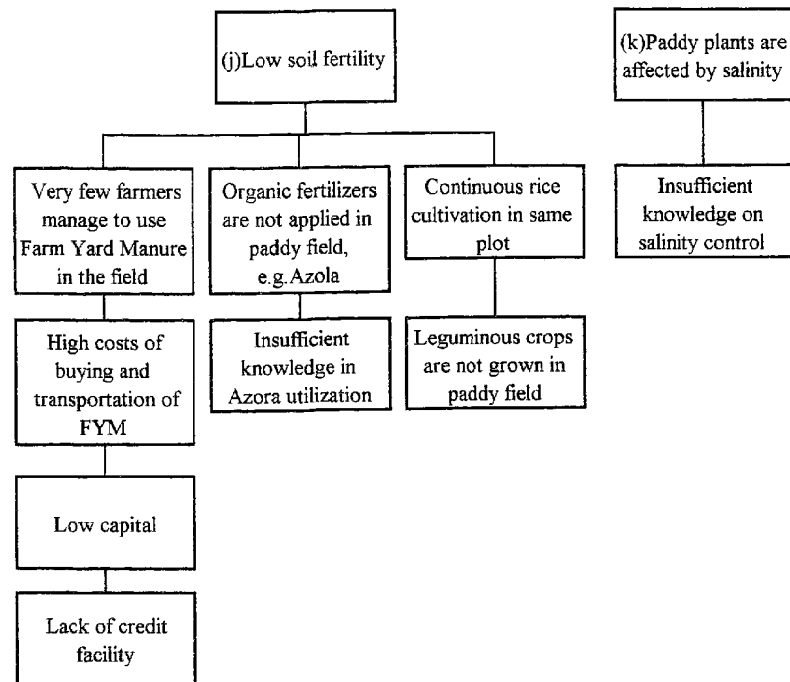 (j)Low soil fertility
(k)Paddy plants are
affected by salinity
Very few farmers
manage to use
Farm Yard Manure
in the field
Organic fertilizers
are not applied in
paddy field,
e.g.Azola
Continuous rice
cultivation in same
plot
Insufficient
knowledge on
salinity control
High costs of
buying and
transportation of
FYM
Insufficient
knowledge in
Azora utilization
Leguminous crops
are not grown in
paddy field
Low capital
Lack of credit
facility